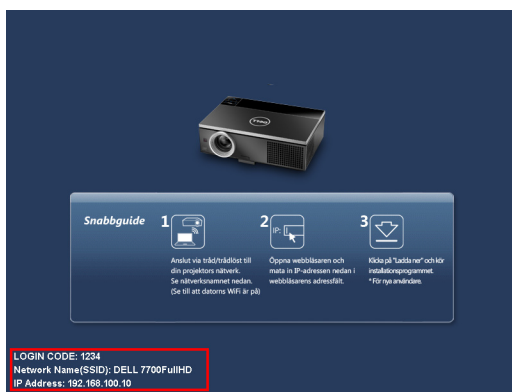 DELL
Snabbguide
1
IP:
2
3
Anslut via tråd/trådlöst till
din projektors nätverk.
Se nätverksnamnet nedan.
(Se till att datorns WiFi är på)
Öppna webbläsaren och
mata in IP-adressen nedan i
webbläsarens adressfält.
Klicka på "Ladda ner" och kör
installationsprogrammet.
* För nya användare.
LOGIN CODE: 1234
Network Name(SSID): DELL 7700FullHD
IP Address: 192.168.100.10